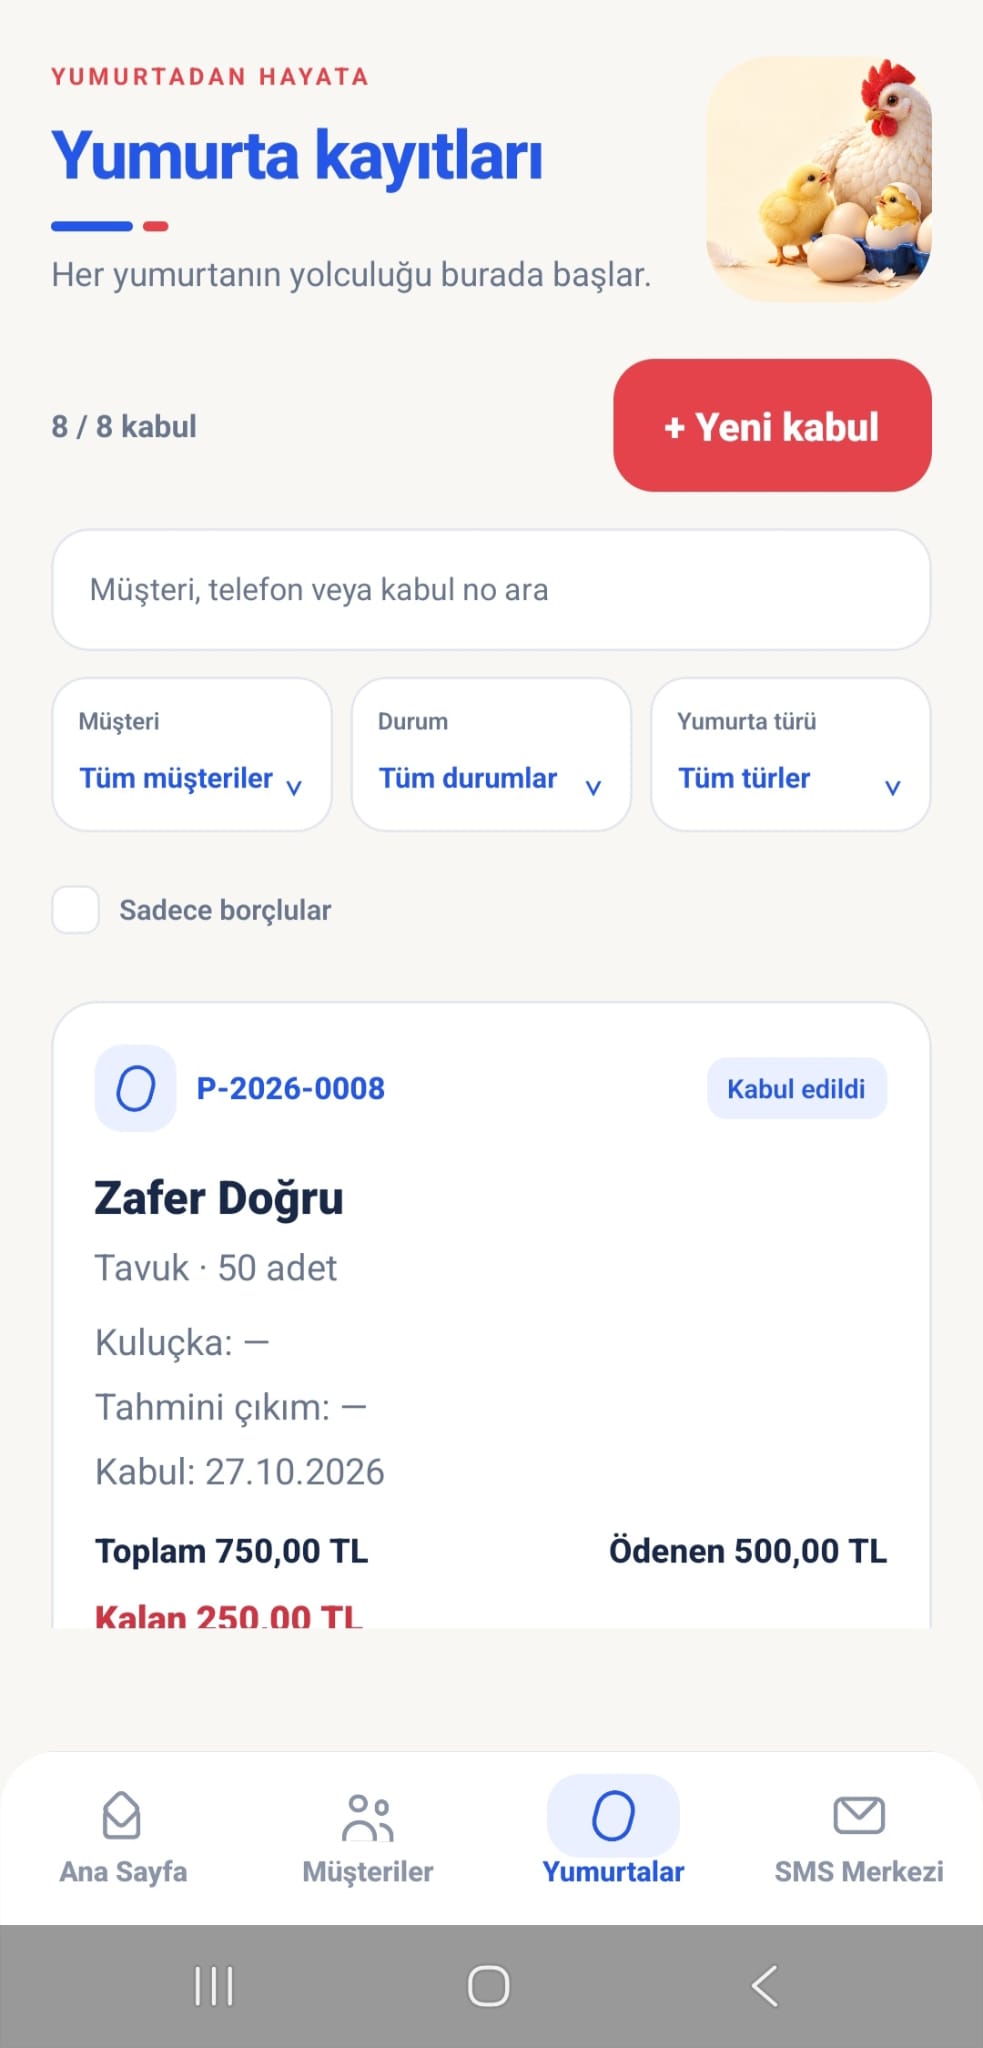 YUMURTADAN HAYATA
Yumurta kayıtları
Her yumurtanın yolculuğu burada başlar.
8 / 8 kabul
+ Yeni kabul
Müşteri, telefon veya kabul no ara
Müşteri
Tüm müşteriler
Durum
Tüm durumlar
Yumurta türü
Tüm türler
Sadece borçlular
P-2026-0008
Kabul edildi
Zafer Doğru
Tavuk · 50 adet
Kuluçka: —
Tahmini çıkım: —
Kabul: 27.10.2026
Toplam 750,00 TL
Ödenen 500,00 TL
Kalan 250,00 TL
Ana Sayfa
Müşteriler
Yumurtalar
SMS Merkezi